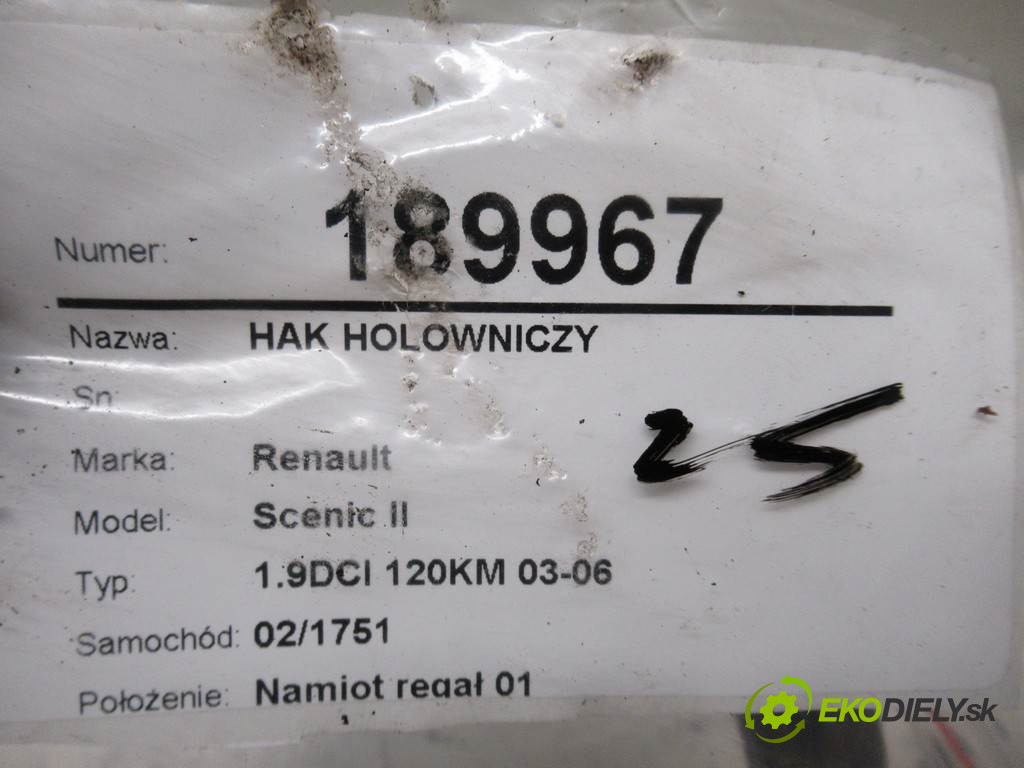 Numer: 189967
Nazwa: HAK HOLOWNICZY
Sn
Marka: Renault
25
Model: Scenic II
Typ: 1.9DCI 120KM 03-06
Samochód: 02/1751
Położenie: Namiot regał 01
EKODIELY.sk